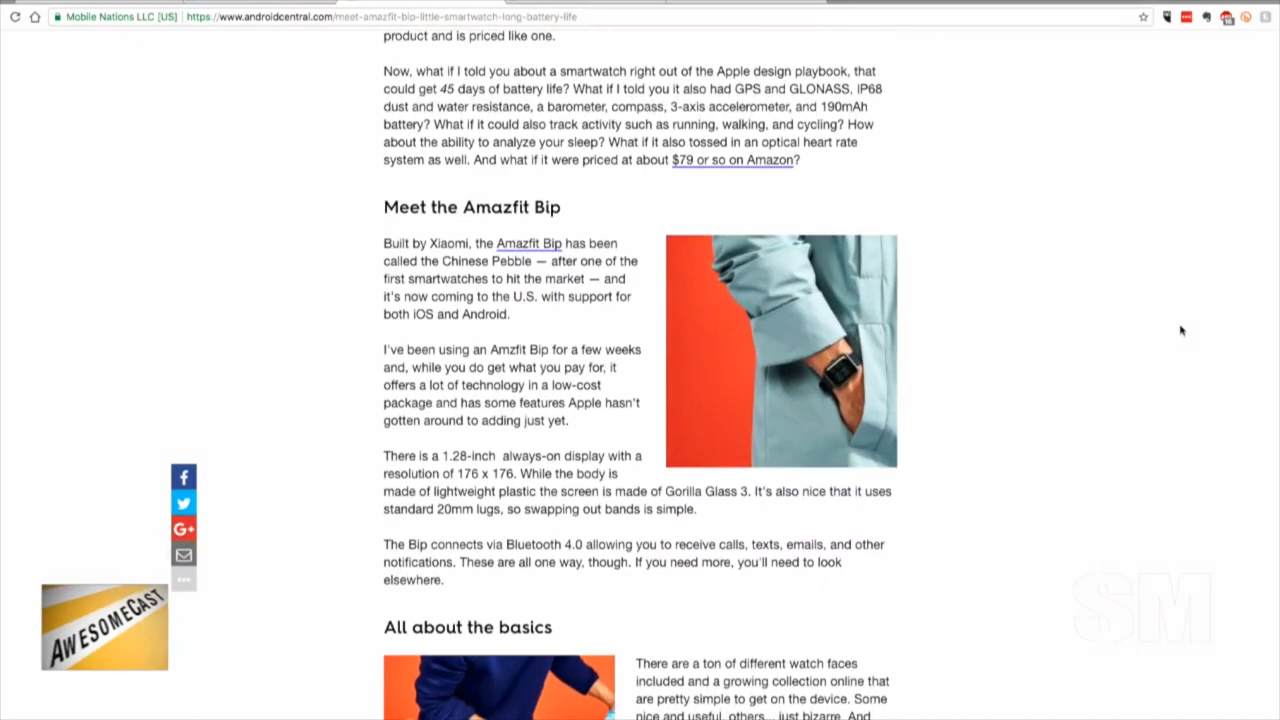 Mobile Nations LLC [US] https://www.androidcentral.com/meet-amazfit-bip-little-smartwatch-long-battery-life
product and is priced like one.
Now, what if I told you about a smartwatch right out of the Apple design playbook, that
could get 45 days of battery life? What if I told you it also had GPS and GLONASS, IP68
dust and water resistance, a barometer, compass, 3-axis accelerometer, and 190mAh
battery? What if it could also track activity such as running, walking, and cycling? How
about the ability to analyze your sleep? What if it also tossed in an optical heart rate
system as well. And what if it were priced at about $79 or so on Amazon?
Meet the Amazfit Bip
Built by Xiaomi, the Amazfit Bip has been
called the Chinese Pebble — after one of the
first smartwatches to hit the market — and
it's now coming to the U.S. with support for
both iOS and Android.
I've been using an Amzfit Bip for a few weeks
and, while you do get what you pay for, it
offers a lot of technology in a low-cost
package and has some features Apple hasn't
gotten around to adding just yet.
There is a 1.28-inch always-on display with a
resolution of 176 x 176. While the body is
made of lightweight plastic the screen is made of Gorilla Glass 3. It's also nice that it uses
standard 20mm lugs, so swapping out bands is simple.
The Bip connects via Bluetooth 4.0 allowing you to receive calls, texts, emails, and other
notifications. These are all one way, though. If you need more, you'll need to look
elsewhere.
G+
AWESOMECAST
SM
All about the basics
There are a ton of different watch faces
included and a growing collection online that
are pretty simple to get on the device. Some
nice and useful, others... just bizarre. And